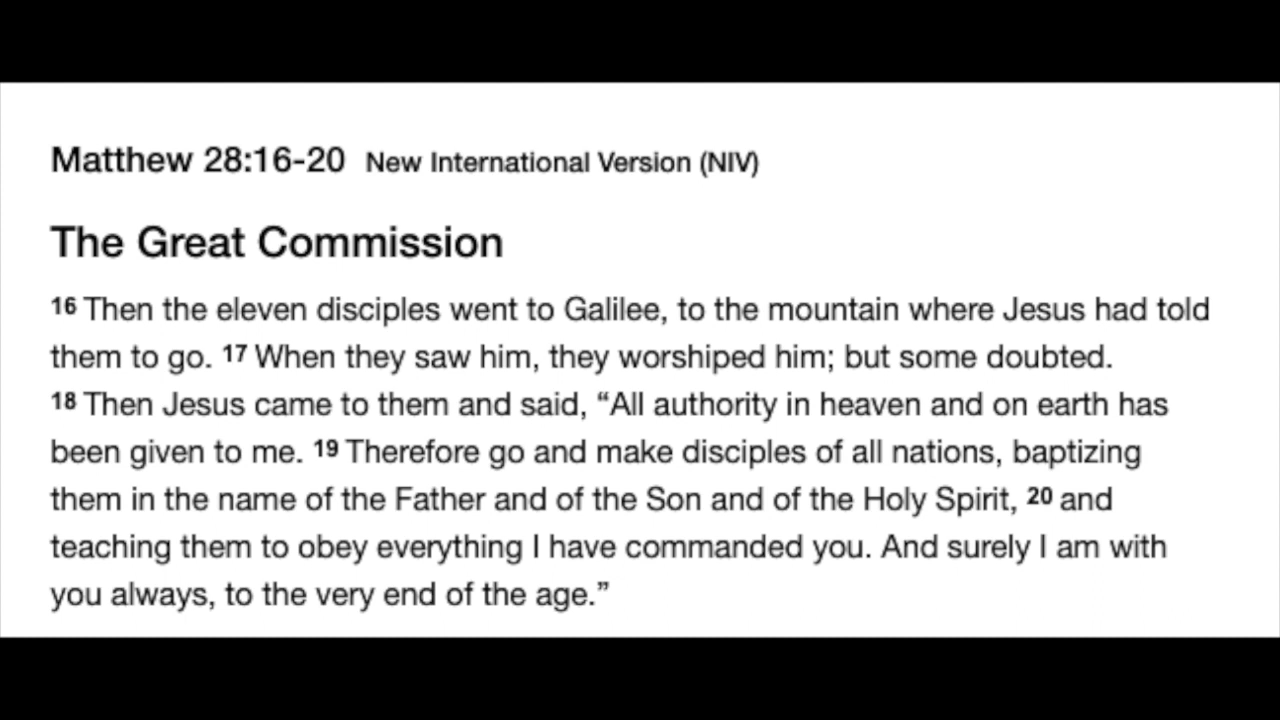 Matthew 28:16-20 New International Version (NIV)
The Great Commission
16 Then the eleven disciples went to Galilee, to the mountain where Jesus had told
them to go. 17 When they saw him, they worshiped him; but some doubted.
18 Then Jesus came to them and said, “All authority in heaven and on earth has
been given to me. 19 Therefore go and make disciples of all nations, baptizing
them in the name of the Father and of the Son and of the Holy Spirit, 20 and
teaching them to obey everything I have commanded you. And surely I am with
you always, to the very end of the age.”